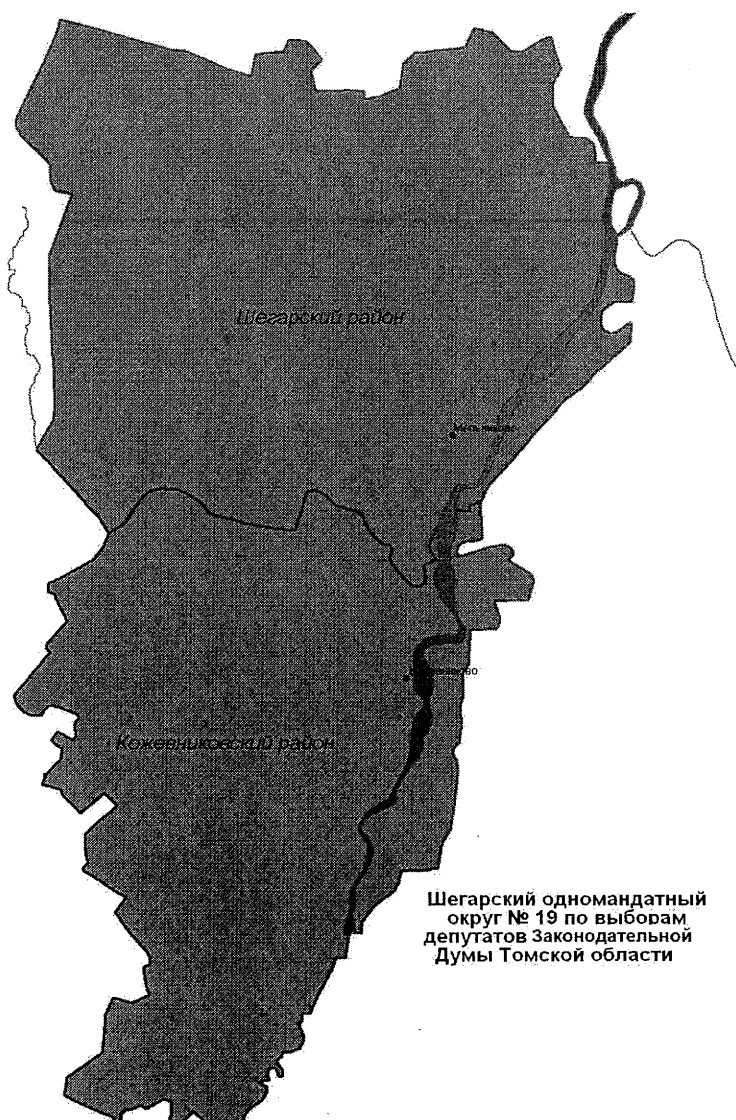 Шегарский район
Кожевниковский район
Шегарский одномандатный
округ № 19 по выборам
депутатов Законодательной
Думы Томской области